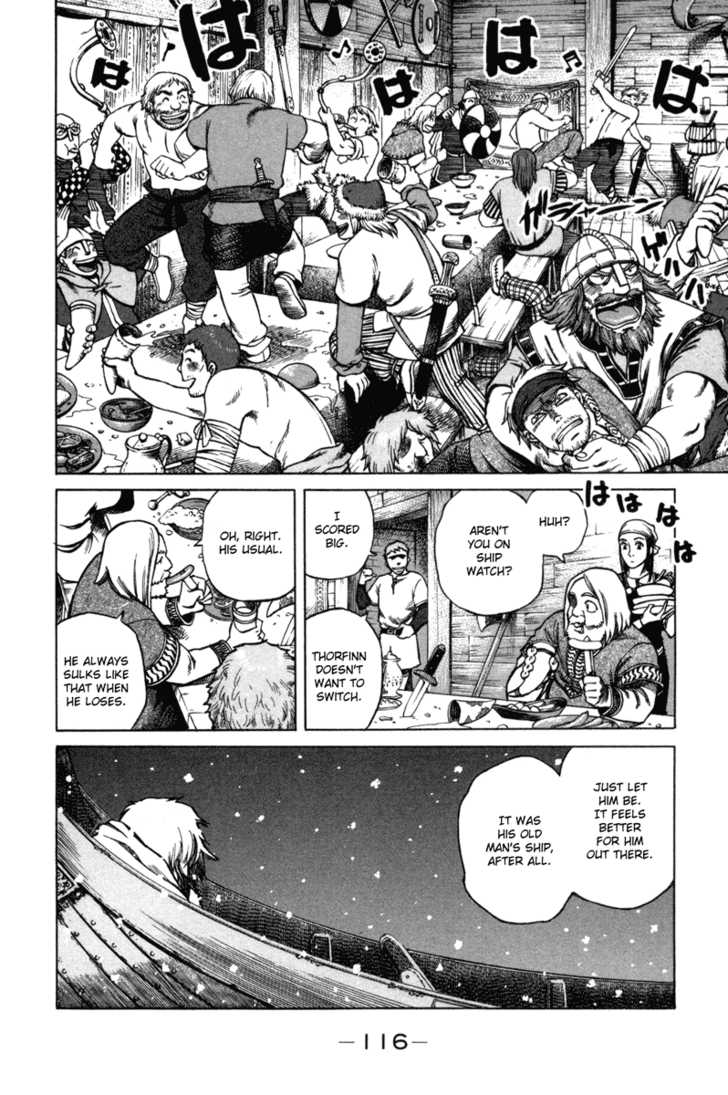 は
は
は
は
は
ガシャーン
ゲハゲハ
は
は
は
は
HUH?
AREN'T
YOU ON
SHIP
WATCH?
I
SCORED
BIG.
THORFINN
DOESN'T
WANT TO
SWITCH.
OH, RIGHT.
HIS USUAL.
HE ALWAYS
SULKS LIKE
THAT WHEN
HE LOSES.
JUST LET
HIM BE.
IT FEELS
BETTER
FOR HIM
OUT THERE.
IT WAS
HIS OLD
MAN'S SHIP,
AFTER ALL.
—116—